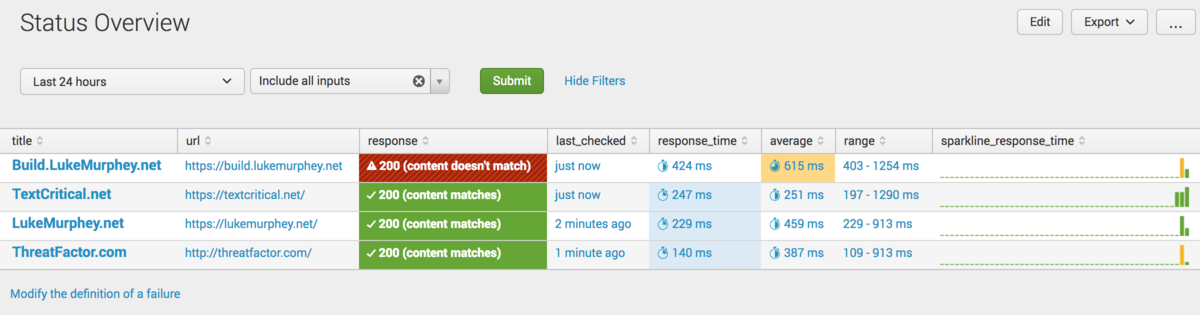 Status Overview
Edit Export ...
Last 24 hours Include all inputs Submit Hide Filters
title url response last_checked response_time average range sparkline_response_time
Build.LukeMurphey.net https://build.lukemurphey.net 200 (content doesn't match) just now 424 ms 615 ms 403 - 1254 ms
TextCritical.net https://textcritical.net/ 200 (content matches) just now 247 ms 251 ms 197 - 1290 ms
LukeMurphey.net https://lukemurphey.net/ 200 (content matches) 2 minutes ago 229 ms 459 ms 229 - 913 ms
ThreatFactor.com http://threatfactor.com/ 200 (content matches) 1 minute ago 140 ms 387 ms 109 - 913 ms
Modify the definition of a failure